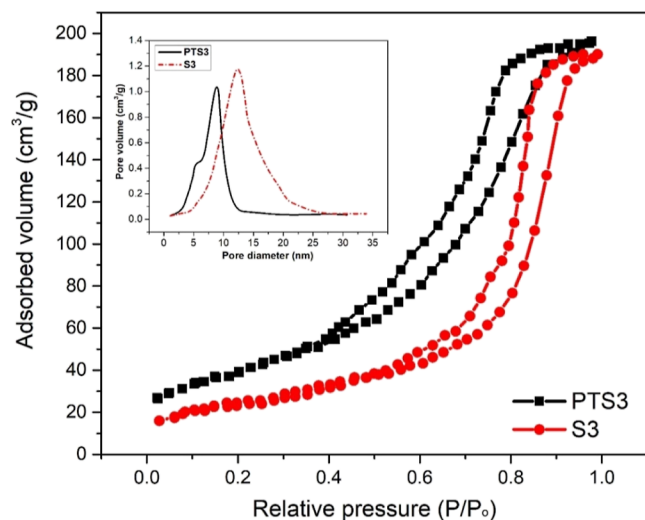 Adsorbed volume (cm³/g)
200
180
160
140
120
100
80
60
40
20
0
0.0 0.2 0.4 0.6 0.8 1.0
Relative pressure (P/Pₒ)
PTS3
S3
Pore volume (cm³/g)
1.4
1.2
1.0
0.8
0.6
0.4
0.2
0.0
0 5 10 15 20 25 30 35
Pore diameter (nm)
PTS3
S3